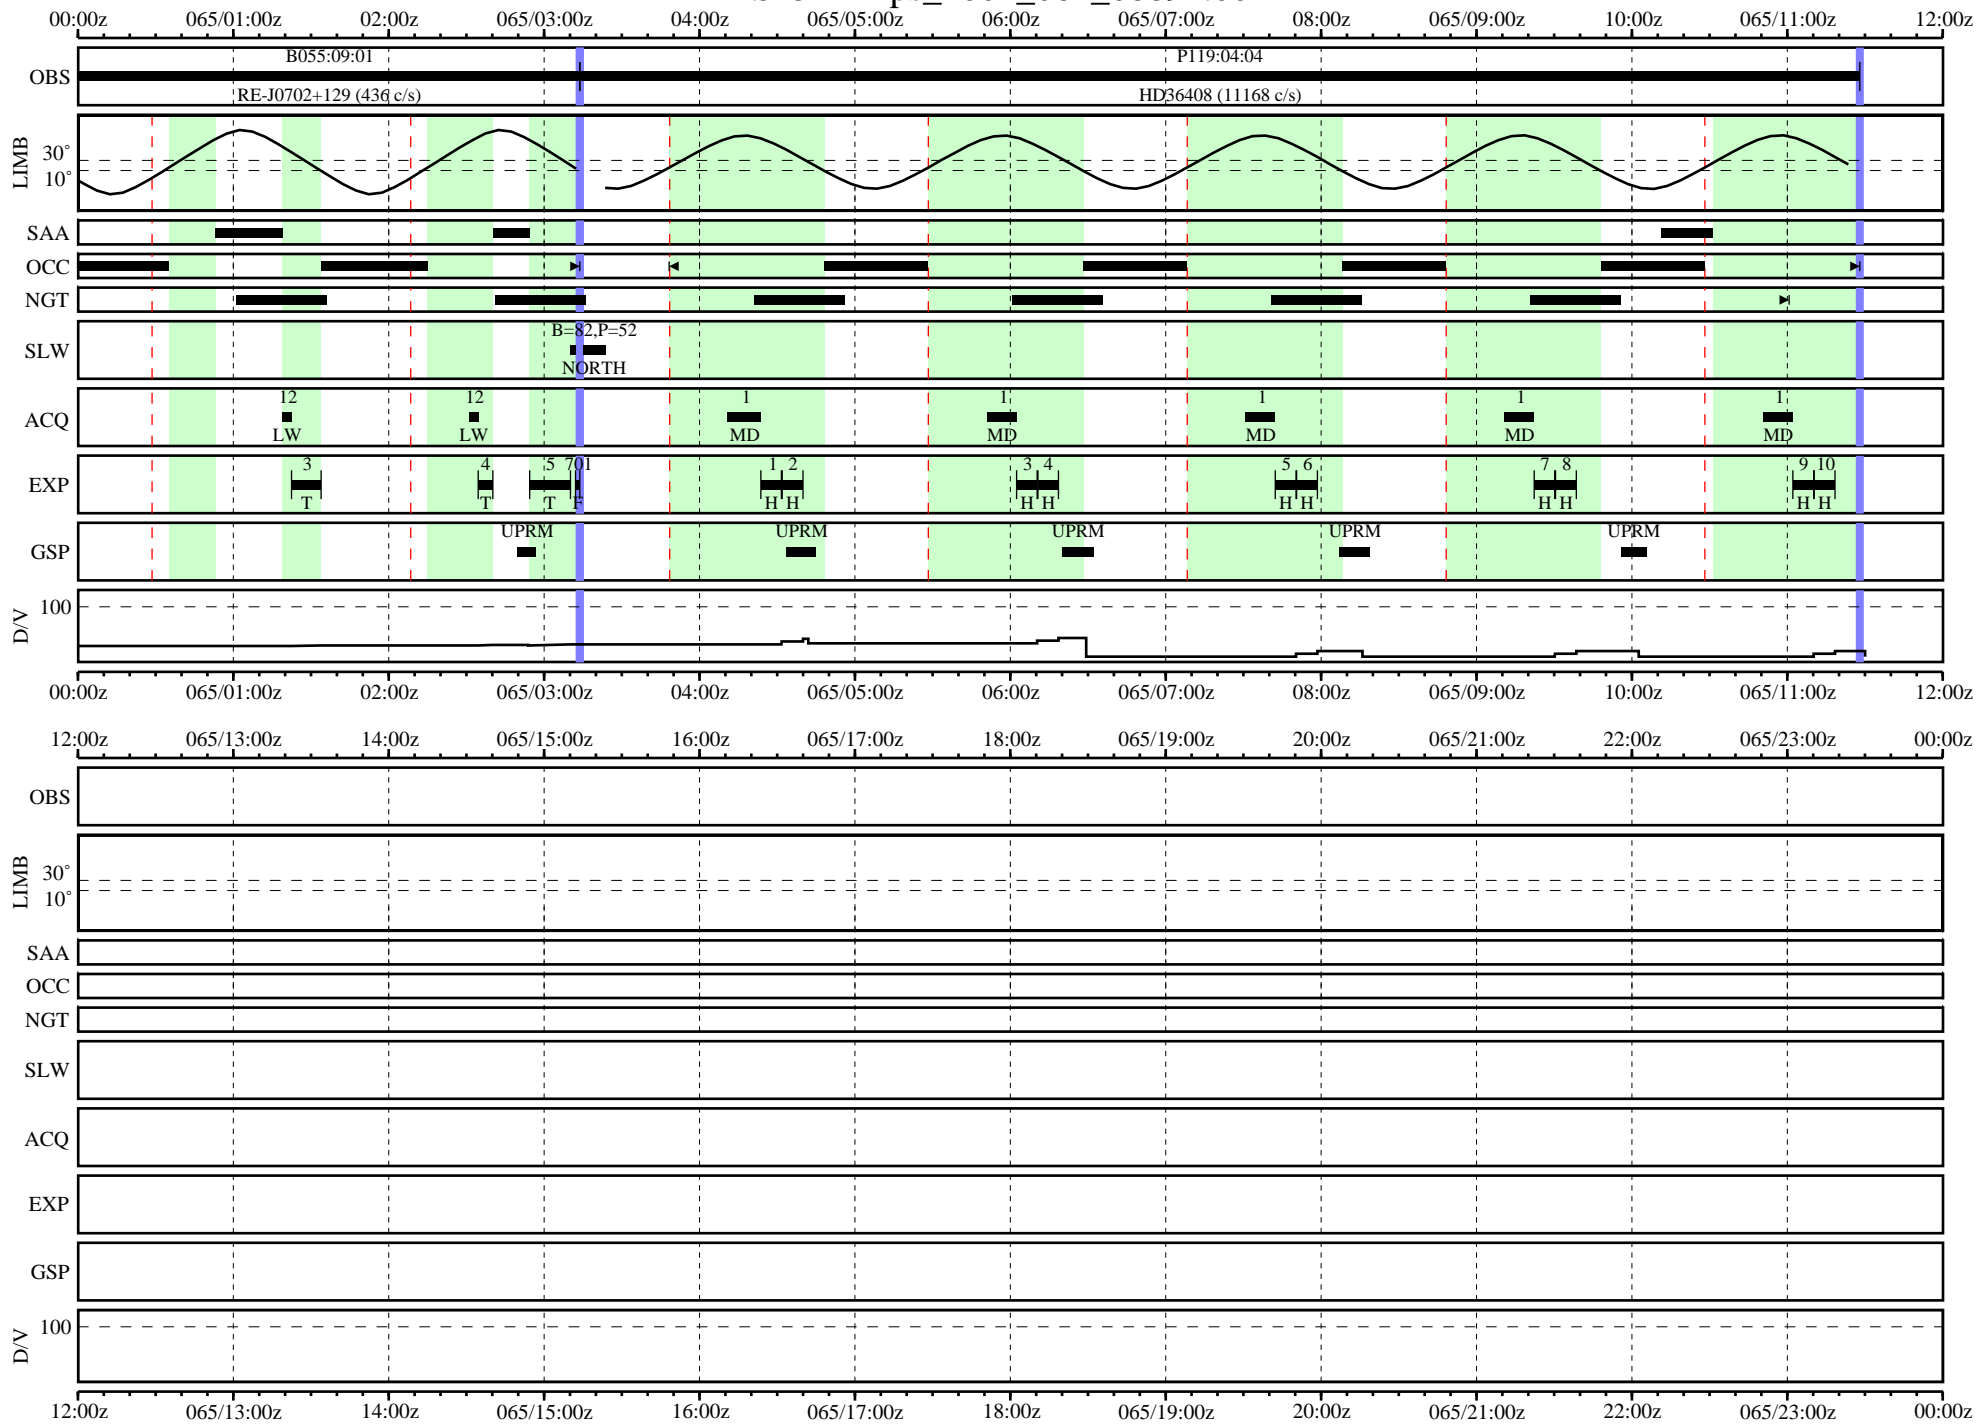 00:00z 065/01:00z 02:00z 065/03:00z 04:00z 065/05:00z 06:00z 065/07:00z 08:00z 065/09:00z 10:00z 065/11:00z 12:00z
B055:09:01 P119:04:04
OBS
RE-J0702+129 (436 c/s) HD36408 (11168 c/s)
LIMB 30° 10°
SAA
OCC
NGT
B=82,P=52
SLW
NORTH
12 12 1 1 1 1 1
ACQ
LW LW MD MD MD MD MD
3 4 5 701 1 2 3 4 5 6 7 8 9 10
EXP
T T T F H H H H H H H H H H
UPRM UPRM UPRM UPRM UPRM
GSP
D/V 100
00:00z 065/01:00z 02:00z 065/03:00z 04:00z 065/05:00z 06:00z 065/07:00z 08:00z 065/09:00z 10:00z 065/11:00z 12:00z
12:00z 065/13:00z 14:00z 065/15:00z 16:00z 065/17:00z 18:00z 065/19:00z 20:00z 065/21:00z 22:00z 065/23:00z 00:00z
OBS
LIMB 30° 10°
SAA
OCC
NGT
SLW
ACQ
EXP
GSP
D/V 100
12:00z 065/13:00z 14:00z 065/15:00z 16:00z 065/17:00z 18:00z 065/19:00z 20:00z 065/21:00z 22:00z 065/23:00z 00:00z